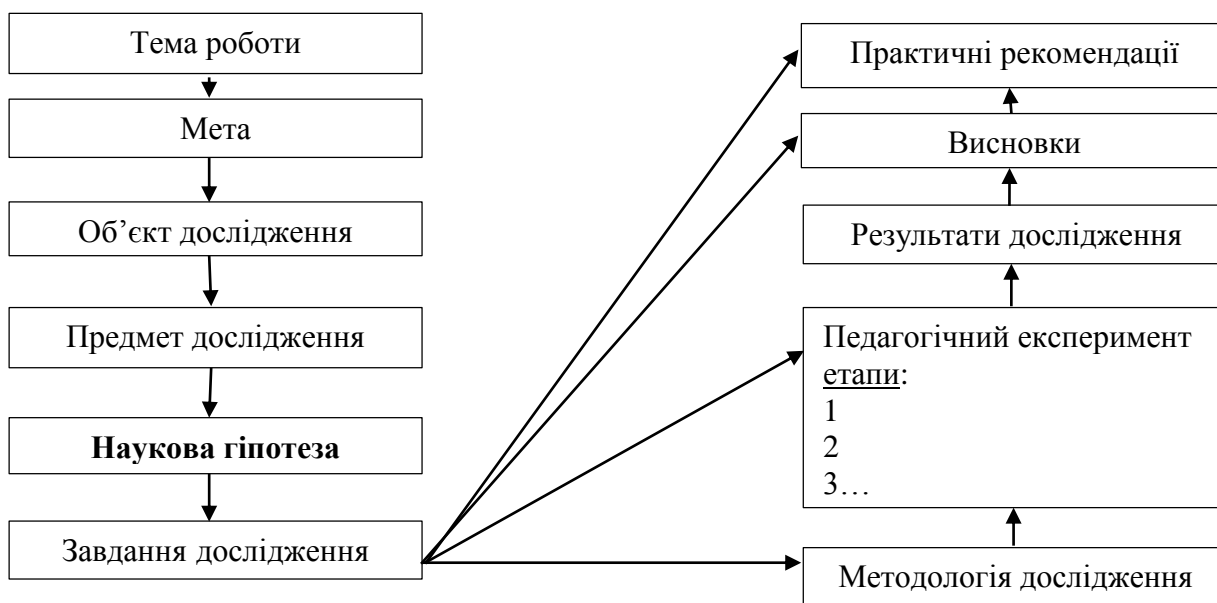 Тема роботи
Мета
Об’єкт дослідження
Предмет дослідження
Наукова гіпотеза
Завдання дослідження
Практичні рекомендації
Висновки
Результати дослідження
Педагогічний експеримент
етапи:
1
2
3…
Методологія дослідження